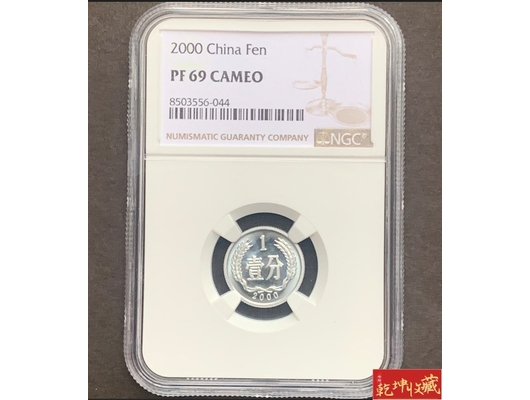 2000 China Fen
PF 69 CAMEO
8503556-044
NUMISMATIC GUARANTY COMPANY
NGC
1
壹分
2000
乾坤收藏